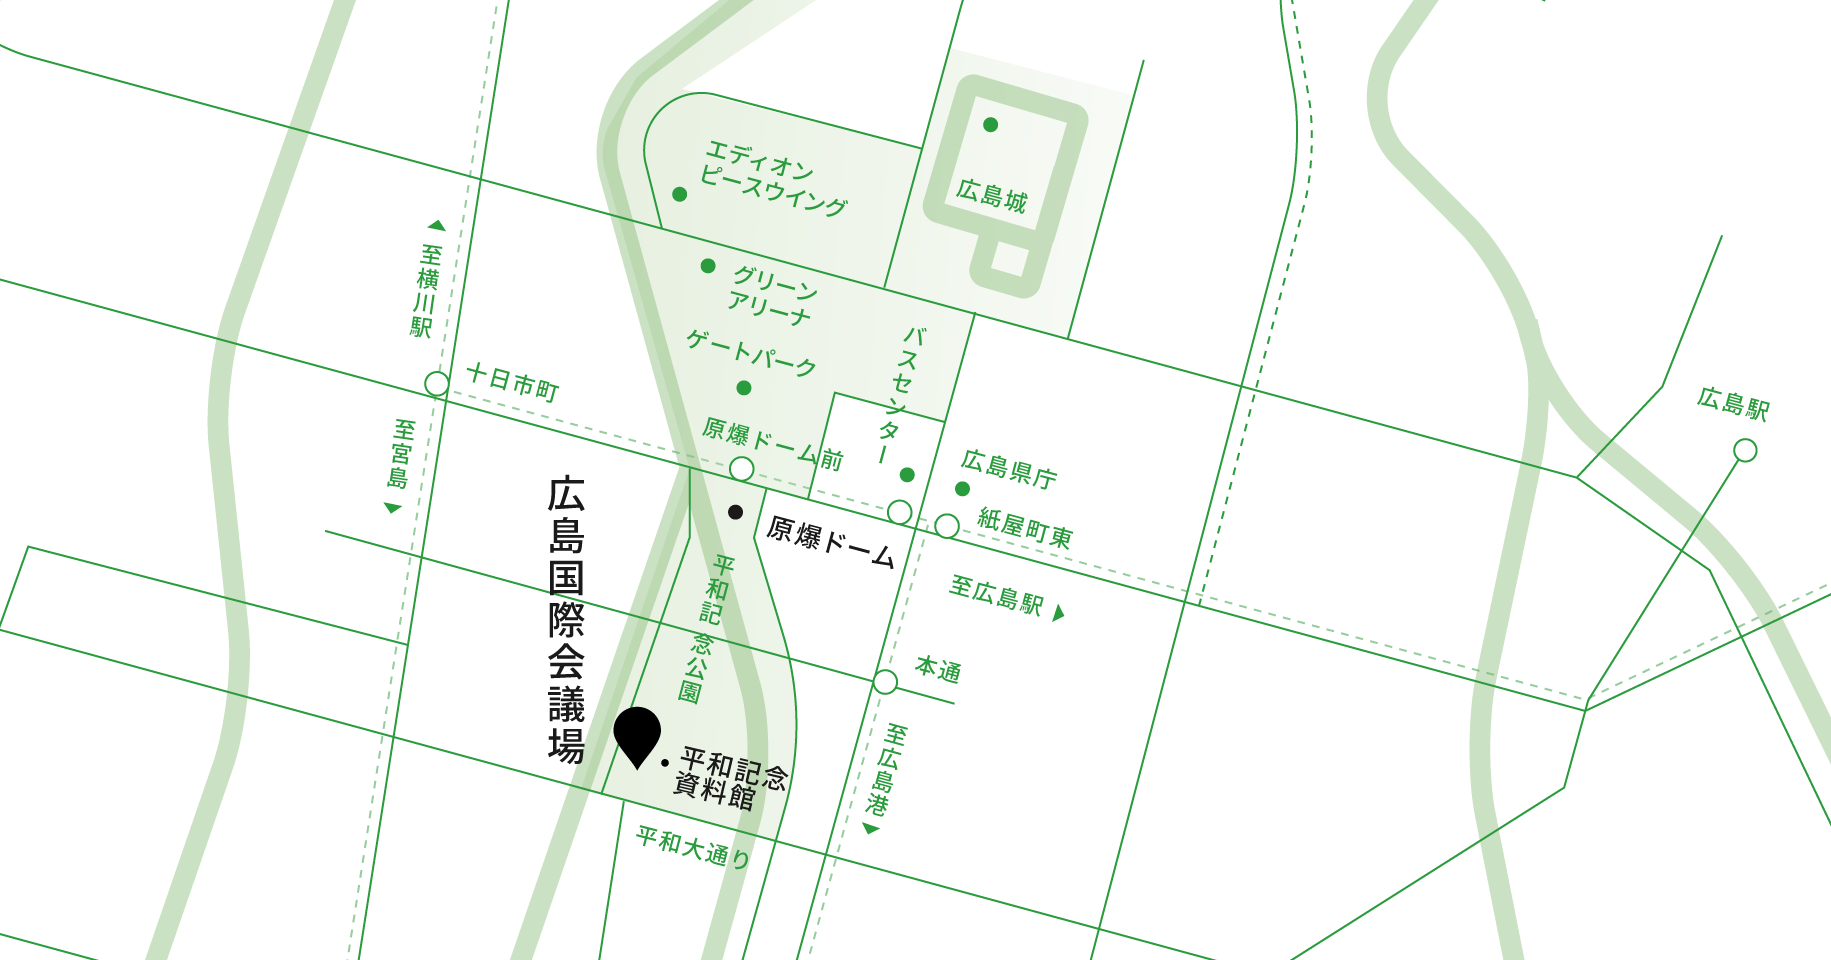 エディオン
ピースウイング
広島城
グリーン
アリーナ
ゲートパーク
バスセンター
至横川駅
十日市町
至宮島
原爆ドーム前
広島県庁
紙屋町東
広島駅
原爆ドーム
広島国際会議場
平和記念公園
至広島駅
本通
至広島港
平和記念
資料館
平和大通り